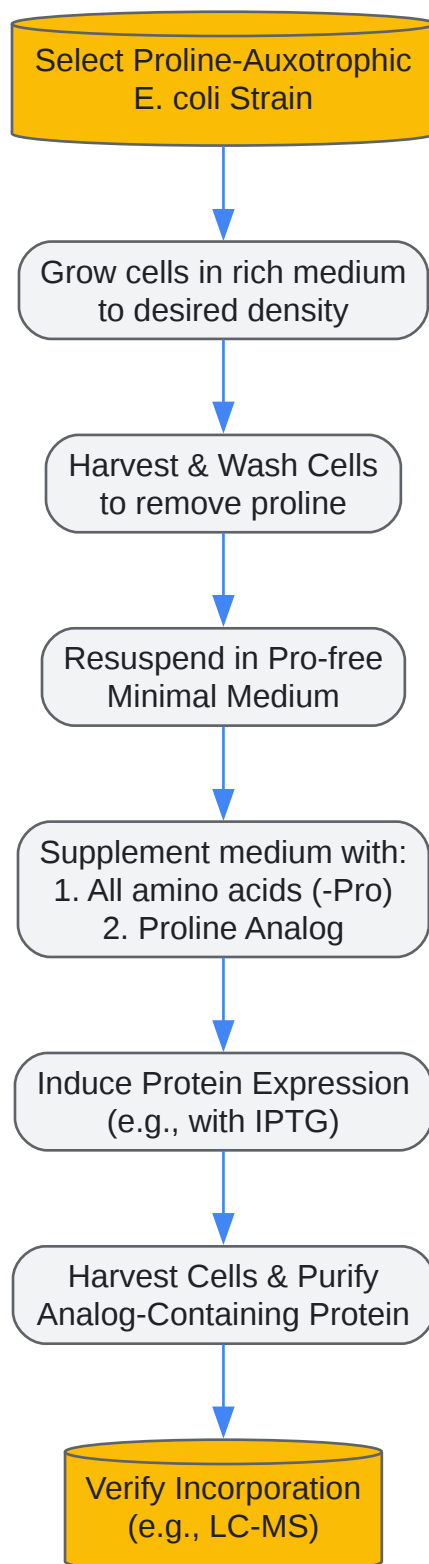 Select Proline-Auxotrophic
E. coli Strain
Grow cells in rich medium
to desired density
Harvest & Wash Cells
to remove proline
Resuspend in Pro-free
Minimal Medium
Supplement medium with:
1. All amino acids (-Pro)
2. Proline Analog
Induce Protein Expression
(e.g., with IPTG)
Harvest Cells & Purify
Analog-Containing Protein
Verify Incorporation
(e.g., LC-MS)